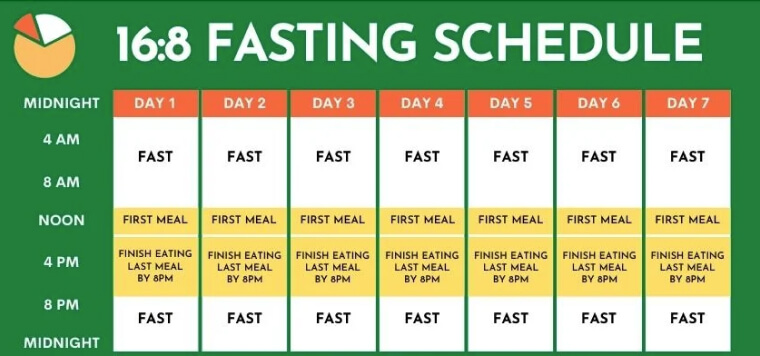 16:8 FASTING SCHEDULE
MIDNIGHT DAY 1 DAY 2 DAY 3 DAY 4 DAY 5 DAY 6 DAY 7
4 AM
FAST FAST FAST FAST FAST FAST FAST
8 AM
NOON FIRST MEAL FIRST MEAL FIRST MEAL FIRST MEAL FIRST MEAL FIRST MEAL FIRST MEAL
FINISH EATING FINISH EATING FINISH EATING FINISH EATING FINISH EATING FINISH EATING FINISH EATING
4 PM LAST MEAL LAST MEAL LAST MEAL LAST MEAL LAST MEAL LAST MEAL LAST MEAL
BY 8PM BY 8PM BY 8PM BY 8PM BY 8PM BY 8PM BY 8PM
8 PM
FAST FAST FAST FAST FAST FAST FAST
MIDNIGHT